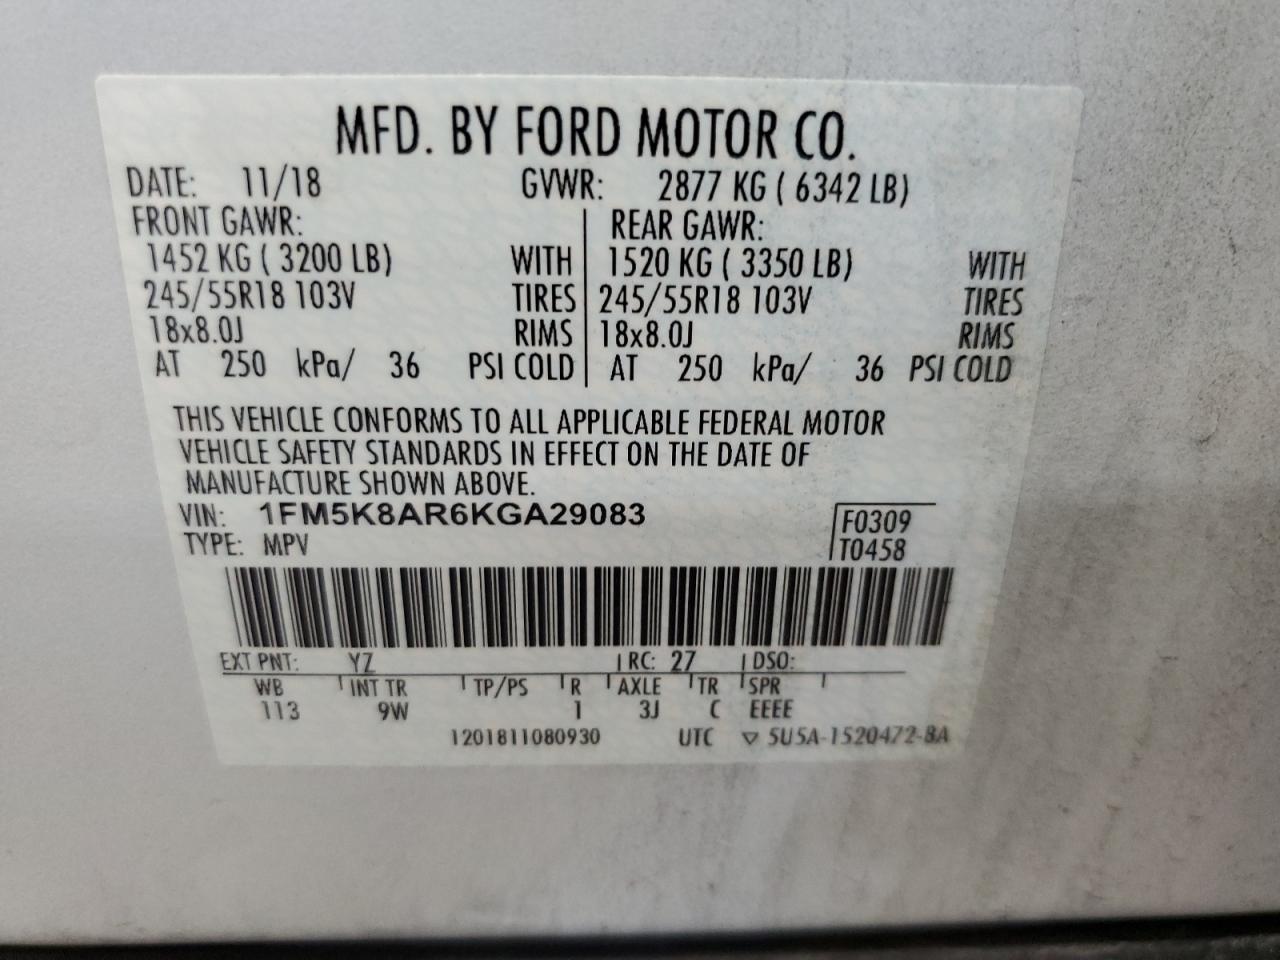 MFD. BY FORD MOTOR CO.
DATE: 11/18 GVWR: 2877 KG ( 6342 LB)
FRONT GAWR: REAR GAWR:
1452 KG ( 3200 LB) WITH 1520 KG ( 3350 LB) WITH
245/55R18 103V TIRES 245/55R18 103V TIRES
18x8.0J RIMS 18x8.0J RIMS
AT 250 kPa/ 36 PSI COLD AT 250 kPa/ 36 PSI COLD
THIS VEHICLE CONFORMS TO ALL APPLICABLE FEDERAL MOTOR
VEHICLE SAFETY STANDARDS IN EFFECT ON THE DATE OF
MANUFACTURE SHOWN ABOVE.
VIN: 1FM5K8AR6KGA29083 F0309
TYPE: MPV T0458
EXT PNT: YZ RC: 27 DSO:
WB INT TR TP/PS R AXLE TR SPR
113 9W 1 3J C EEEE
1201811080930 UTC ▽ 5U5A-1520472-8A